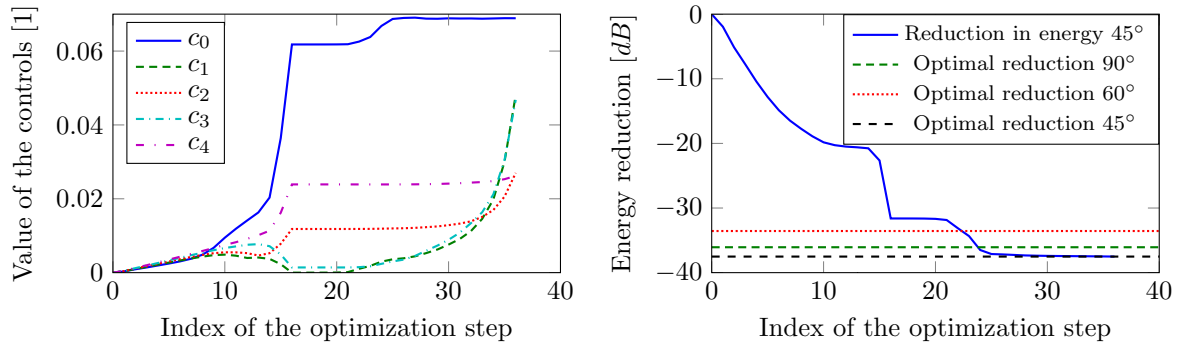 Value of the controls [1]
0.06
0.04
0.02
0
0 10 20 30 40
Index of the optimization step
c0
c1
c2
c3
c4
Energy reduction [dB]
0
−10
−20
−30
−40
0 10 20 30 40
Index of the optimization step
Reduction in energy 45°
Optimal reduction 90°
Optimal reduction 60°
Optimal reduction 45°